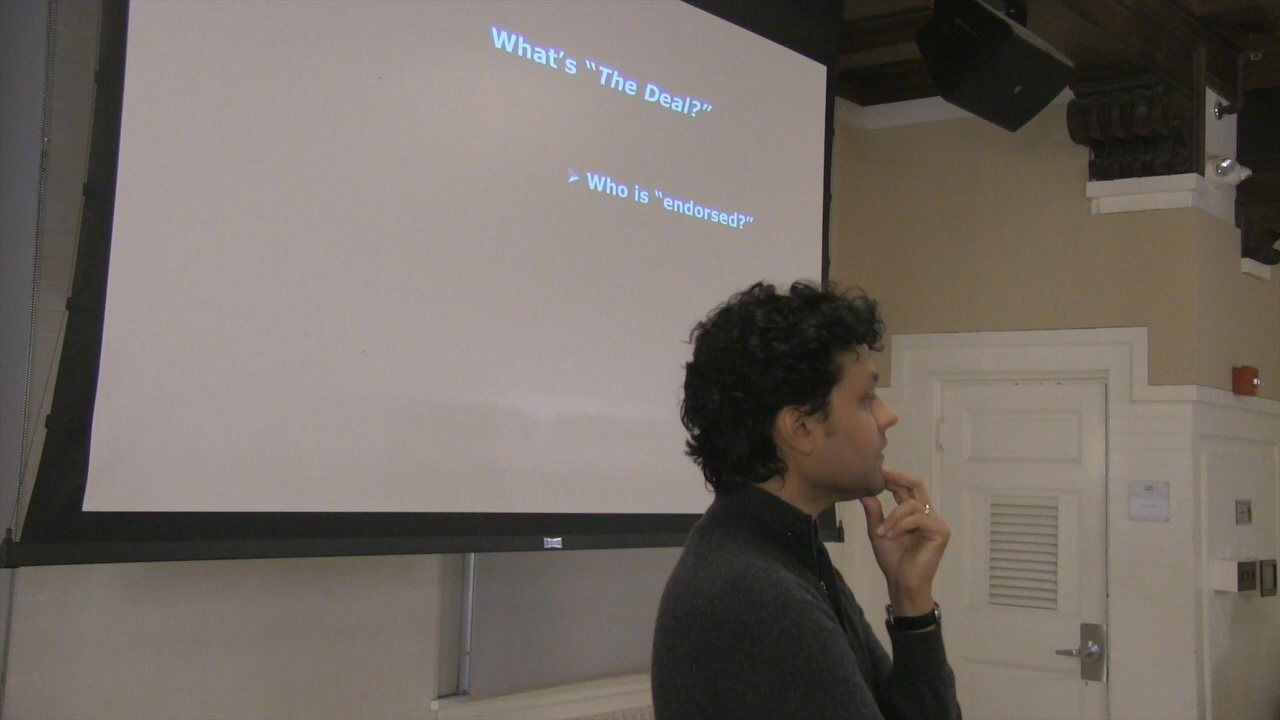 What's "The Deal?"
➢ Who is "endorsed?"